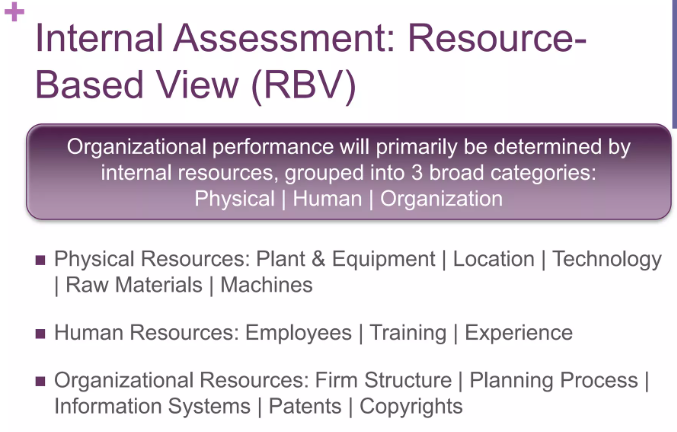 Internal Assessment: Resource-
Based View (RBV)
Organizational performance will primarily be determined by
internal resources, grouped into 3 broad categories:
Physical | Human | Organization
Physical Resources: Plant & Equipment | Location | Technology
| Raw Materials | Machines
Human Resources: Employees | Training | Experience
Organizational Resources: Firm Structure | Planning Process |
Information Systems | Patents | Copyrights